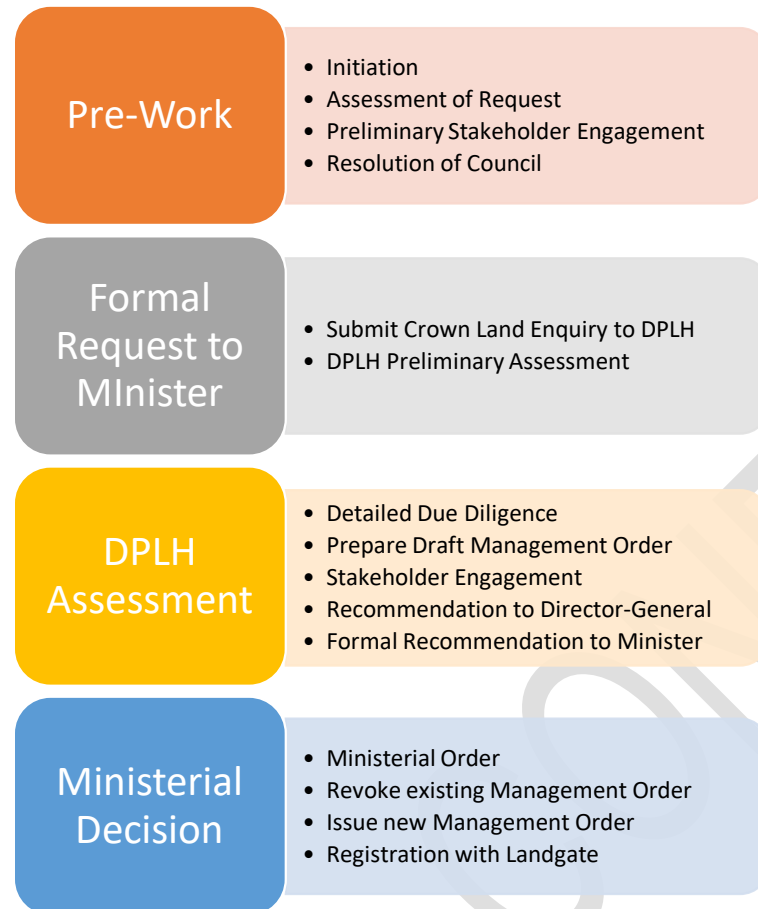 Pre-Work
• Initiation
• Assessment of Request
• Preliminary Stakeholder Engagement
• Resolution of Council
Formal
Request to
MInister
• Submit Crown Land Enquiry to DPLH
• DPLH Preliminary Assessment
DPLH
Assessment
• Detailed Due Diligence
• Prepare Draft Management Order
• Stakeholder Engagement
• Recommendation to Director-General
• Formal Recommendation to Minister
Ministerial
Decision
• Ministerial Order
• Revoke existing Management Order
• Issue new Management Order
• Registration with Landgate